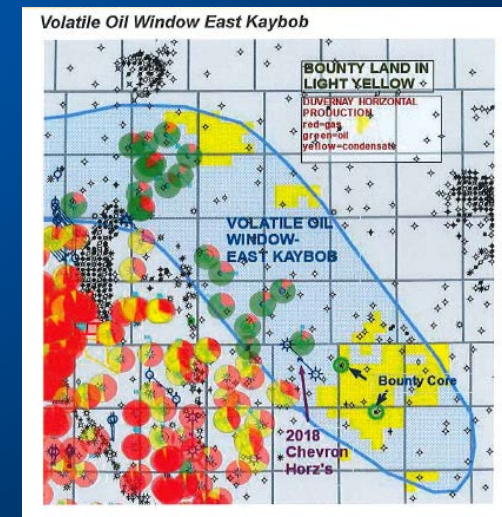 Volatile Oil Window East Kaybob
BOUNTY LAND IN
LIGHT YELLOW
DUVERNAY HORIZONTAL
PRODUCTION
red=gas
green=oil
yellow=condensate
VOLATILE OIL
WINDOW-
EAST KAYBOB
Bounty Core
2018
Chevron
Horz's